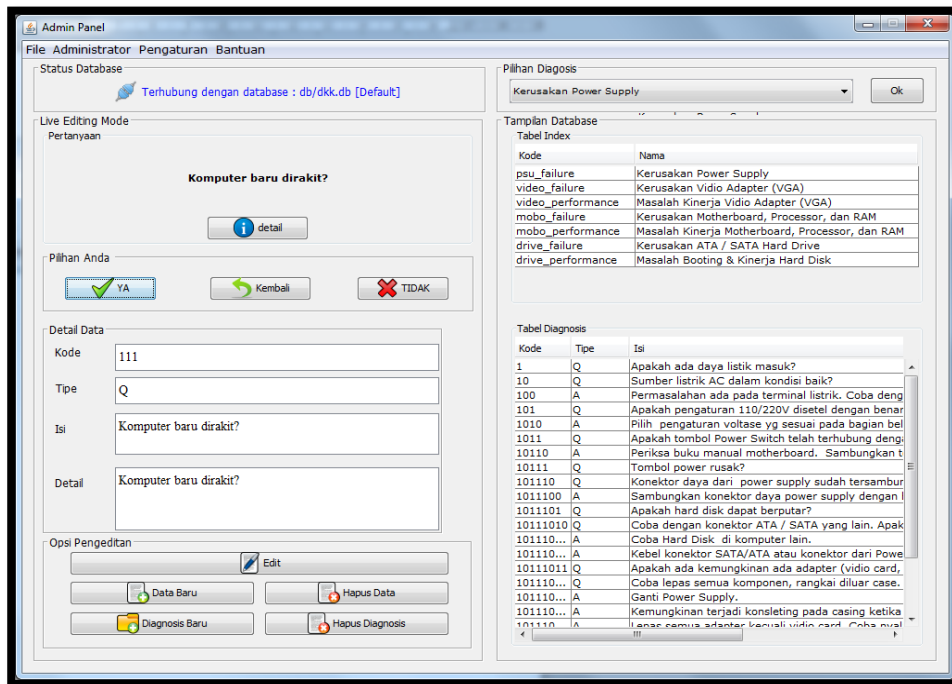 Admin Panel
File Administrator Pengaturan Bantuan
Status Database
Terhubung dengan database : db/dkk.db [Default]
Live Editing Mode
Pertanyaan
Komputer baru dirakit?
detail
Pilihan Anda
YA
Kembali
TIDAK
Detail Data
Kode 111
Tipe Q
Isi Komputer baru dirakit?
Detail Komputer baru dirakit?
Opsi Pengeditan
Edit
Data Baru Hapus Data
Diagnosis Baru Hapus Diagnosis
Pilihan Diagosis
Kerusakan Power Supply Ok
Tampilan Database
Tabel Index
Kode Nama
psu_failure Kerusakan Power Supply
video_failure Kerusakan Vidio Adapter (VGA)
video_performance Masalah Kinerja Vidio Adapter (VGA)
mobo_failure Kerusakan Motherboard, Processor, dan RAM
mobo_performance Masalah Kinerja Motherboard, Processor, dan RAM
drive_failure Kerusakan ATA / SATA Hard Drive
drive_performance Masalah Booting & Kinerja Hard Disk
Tabel Diagnosis
Kode Tipe Isi
1 Q Apakah ada daya listik masuk?
10 Q Sumber listrik AC dalam kondisi baik?
100 A Permasalahan ada pada terminal listrik. Coba deng
101 Q Apakah pengaturan 110/220V disetel dengan benar
1010 A Pilih pengaturan voltase yg sesuai pada bagian bel
1011 Q Apakah tombol Power Switch telah terhubung deng
10110 A Periksa buku manual motherboard. Sambungkan t
10111 Q Tombol power rusak?
101110 Q Konektor daya dari power supply sudah tersambur
1011100 A Sambungkan konektor daya power supply dengan
1011101 Q Apakah hard disk dapat berputar?
10111010 Q Coba dengan konektor ATA / SATA yang lain. Apak
101110... A Coba Hard Disk di komputer lain.
101110... A Kebel konektor SATA/ATA atau konektor dari Powe
10111011 Q Apakah ada kemungkinan ada adapter (vidio card,
101110... Q Coba lepas semua komponen, rangkai diluar case.
101110... A Ganti Power Supply.
101110... A Kemungkinan terjadi konsleting pada casing ketika
101110... A Lepas semua adapter kecuali vidio card. Coba nyal